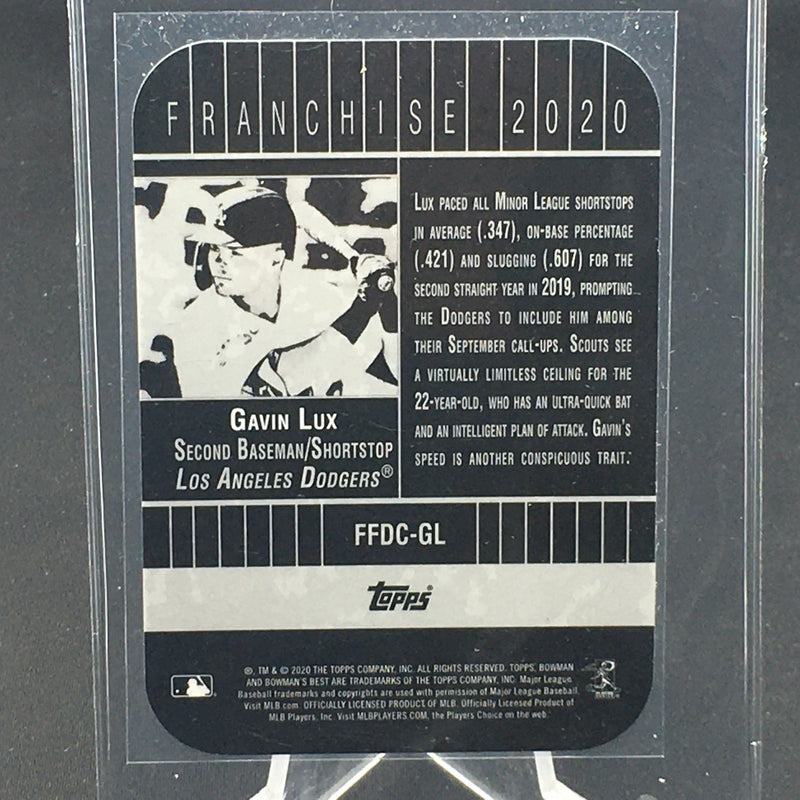 FRANCHISE 2020
LUX PACED ALL MINOR LEAGUE SHORTSTOPS
IN AVERAGE (.347), ON-BASE PERCENTAGE
(.421) AND SLUGGING (.607) FOR THE
SECOND STRAIGHT YEAR IN 2019, PROMPTING
THE DODGERS TO INCLUDE HIM AMONG
THEIR SEPTEMBER CALL-UPS. SCOUTS SEE
A VIRTUALLY LIMITLESS CEILING FOR THE
22-YEAR-OLD, WHO HAS AN ULTRA-QUICK BAT
AND AN INTELLIGENT PLAN OF ATTACK. GAVIN'S
SPEED IS ANOTHER CONSPICUOUS TRAIT.
GAVIN LUX
SECOND BASEMAN/SHORTSTOP
LOS ANGELES DODGERS®
FFDC-GL
topps®
®, TM & © 2020 THE TOPPS COMPANY, INC. ALL RIGHTS RESERVED. TOPPS, BOWMAN
AND BOWMAN'S BEST ARE TRADEMARKS OF THE TOPPS COMPANY, INC. Major League
Baseball trademarks and copyrights are used with permission of Major League Baseball.
Visit MLB.com. OFFICIALLY LICENSED PRODUCT OF MLB. Officially Licensed Product of
MLB Players, Inc. Visit MLBPLAYERS.COM, the Players Choice on the web.